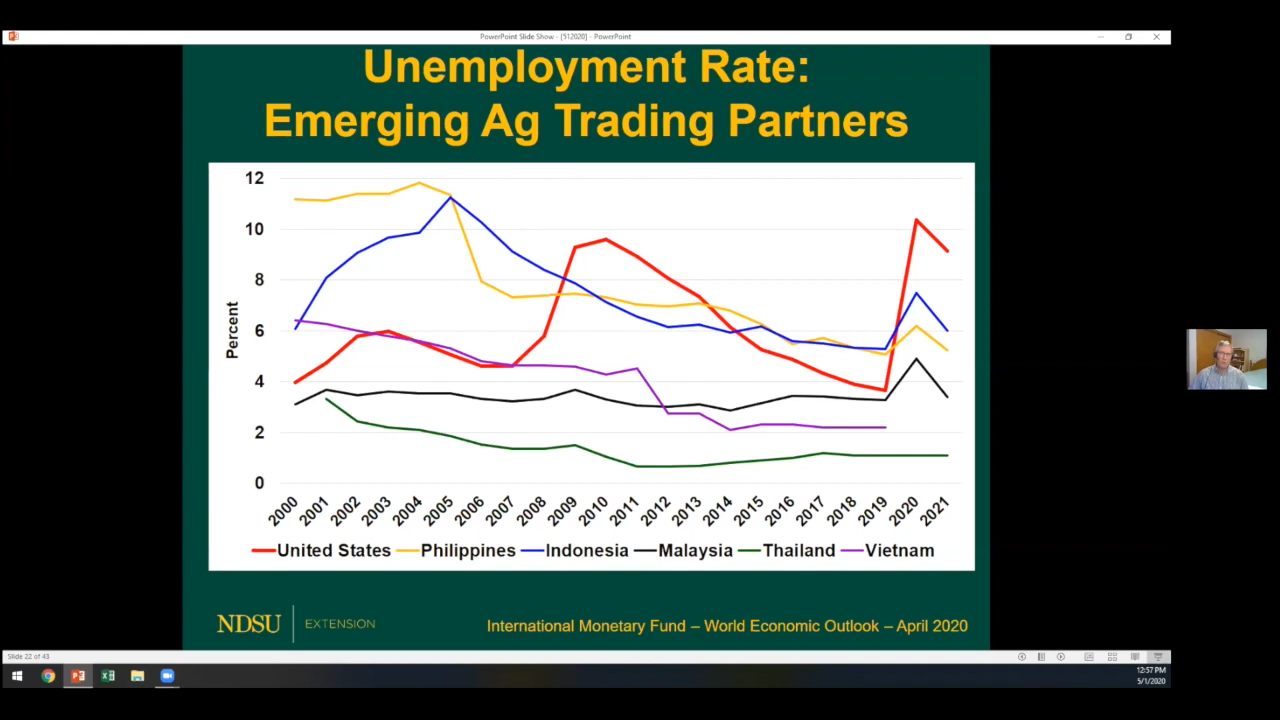 PowerPoint Slide Show - [512020] - PowerPoint
Unemployment Rate:
Emerging Ag Trading Partners
12
10
8
6
4
2
0
Percent
2000 2001 2002 2003 2004 2005 2006 2007 2008 2009 2010 2011 2012 2013 2014 2015 2016 2017 2018 2019 2020 2021
United States Philippines Indonesia Malaysia Thailand Vietnam
NDSU EXTENSION
International Monetary Fund – World Economic Outlook – April 2020
Slide 22 of 43
12:57 PM
5/1/2020